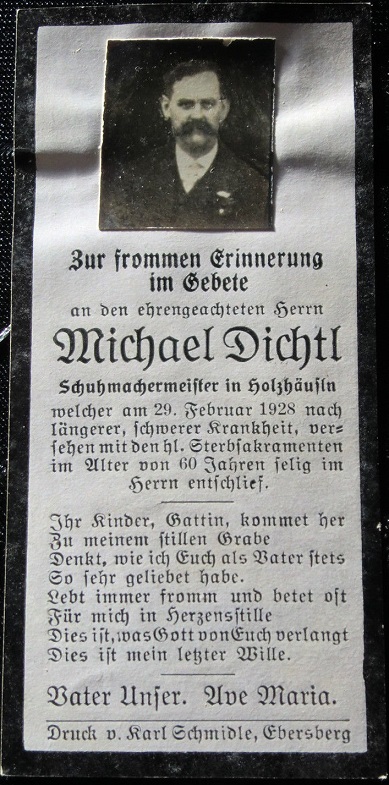 Zur frommen Erinnerung
im Gebete
an den ehrengeachteten Herrn
Michael Dichtl
Schuhmachermeister in Holzhäusln
welcher am 29. Februar 1928 nach
längerer, schwerer Krankheit, ver-
sehen mit den hl. Sterbsakramenten
im Alter von 60 Jahren selig im
Herrn entschlief.
Ihr Kinder, Gattin, kommet her
Zu meinem stillen Grabe
Denkt, wie ich Euch als Vater stets
So sehr geliebet habe.
Lebt immer fromm und betet oft
Für mich in Herzensstille
Dies ist, was Gott von Euch verlangt
Dies ist mein letzter Wille.
Vater Unser. Ave Maria.
Druck v. Karl Schmidle, Ebersberg